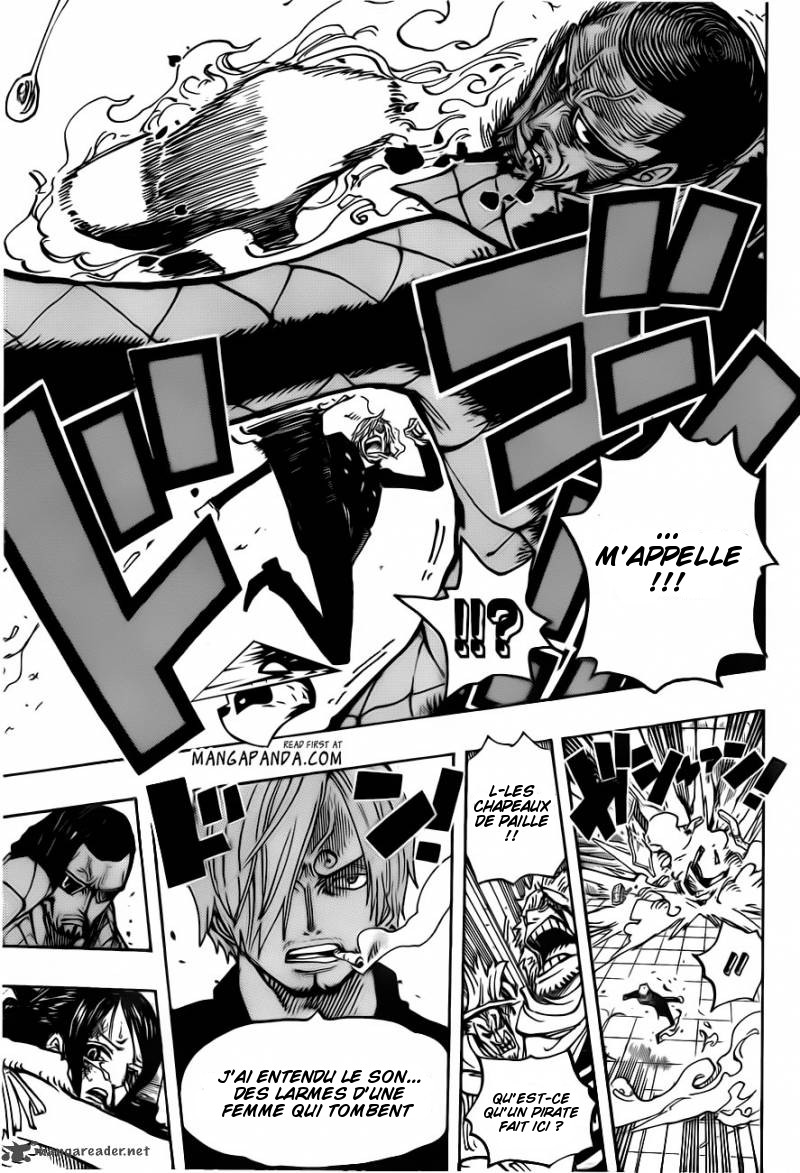 ...
M'APPELLE
!!!
!!?
READ FIRST AT
MANGAPANDA.COM
!!
L-LES
CHAPEAUX
DE PAILLE
!!
QU'EST-CE
QU'UN PIRATE
FAIT ICI ?
J'AI ENTENDU LE SON...
DES LARMES D'UNE
FEMME QUI TOMBENT
mangareader.net